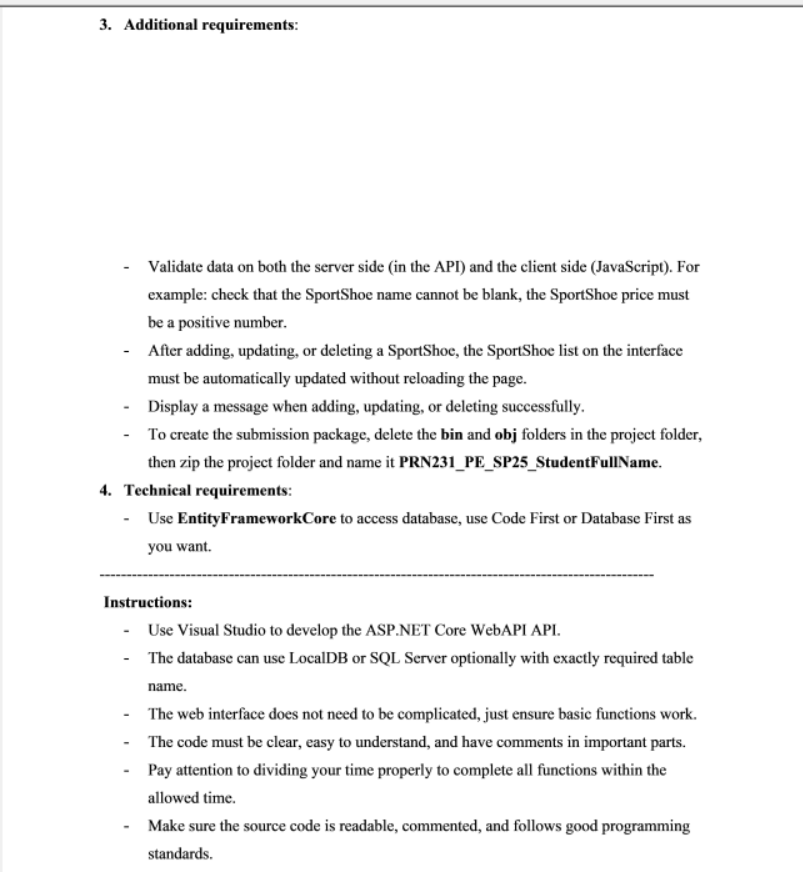 3. Additional requirements:
- Validate data on both the server side (in the API) and the client side (JavaScript). For
example: check that the SportShoe name cannot be blank, the SportShoe price must
be a positive number.
- After adding, updating, or deleting a SportShoe, the SportShoe list on the interface
must be automatically updated without reloading the page.
- Display a message when adding, updating, or deleting successfully.
- To create the submission package, delete the bin and obj folders in the project folder,
then zip the project folder and name it PRN231_PE_SP25_StudentFullName.
4. Technical requirements:
- Use EntityFrameworkCore to access database, use Code First or Database First as
you want.
--------------------------------------------------------------------------------------------------------------
Instructions:
- Use Visual Studio to develop the ASP.NET Core WebAPI API.
- The database can use LocalDB or SQL Server optionally with exactly required table
name.
- The web interface does not need to be complicated, just ensure basic functions work.
- The code must be clear, easy to understand, and have comments in important parts.
- Pay attention to dividing your time properly to complete all functions within the
allowed time.
- Make sure the source code is readable, commented, and follows good programming
standards.